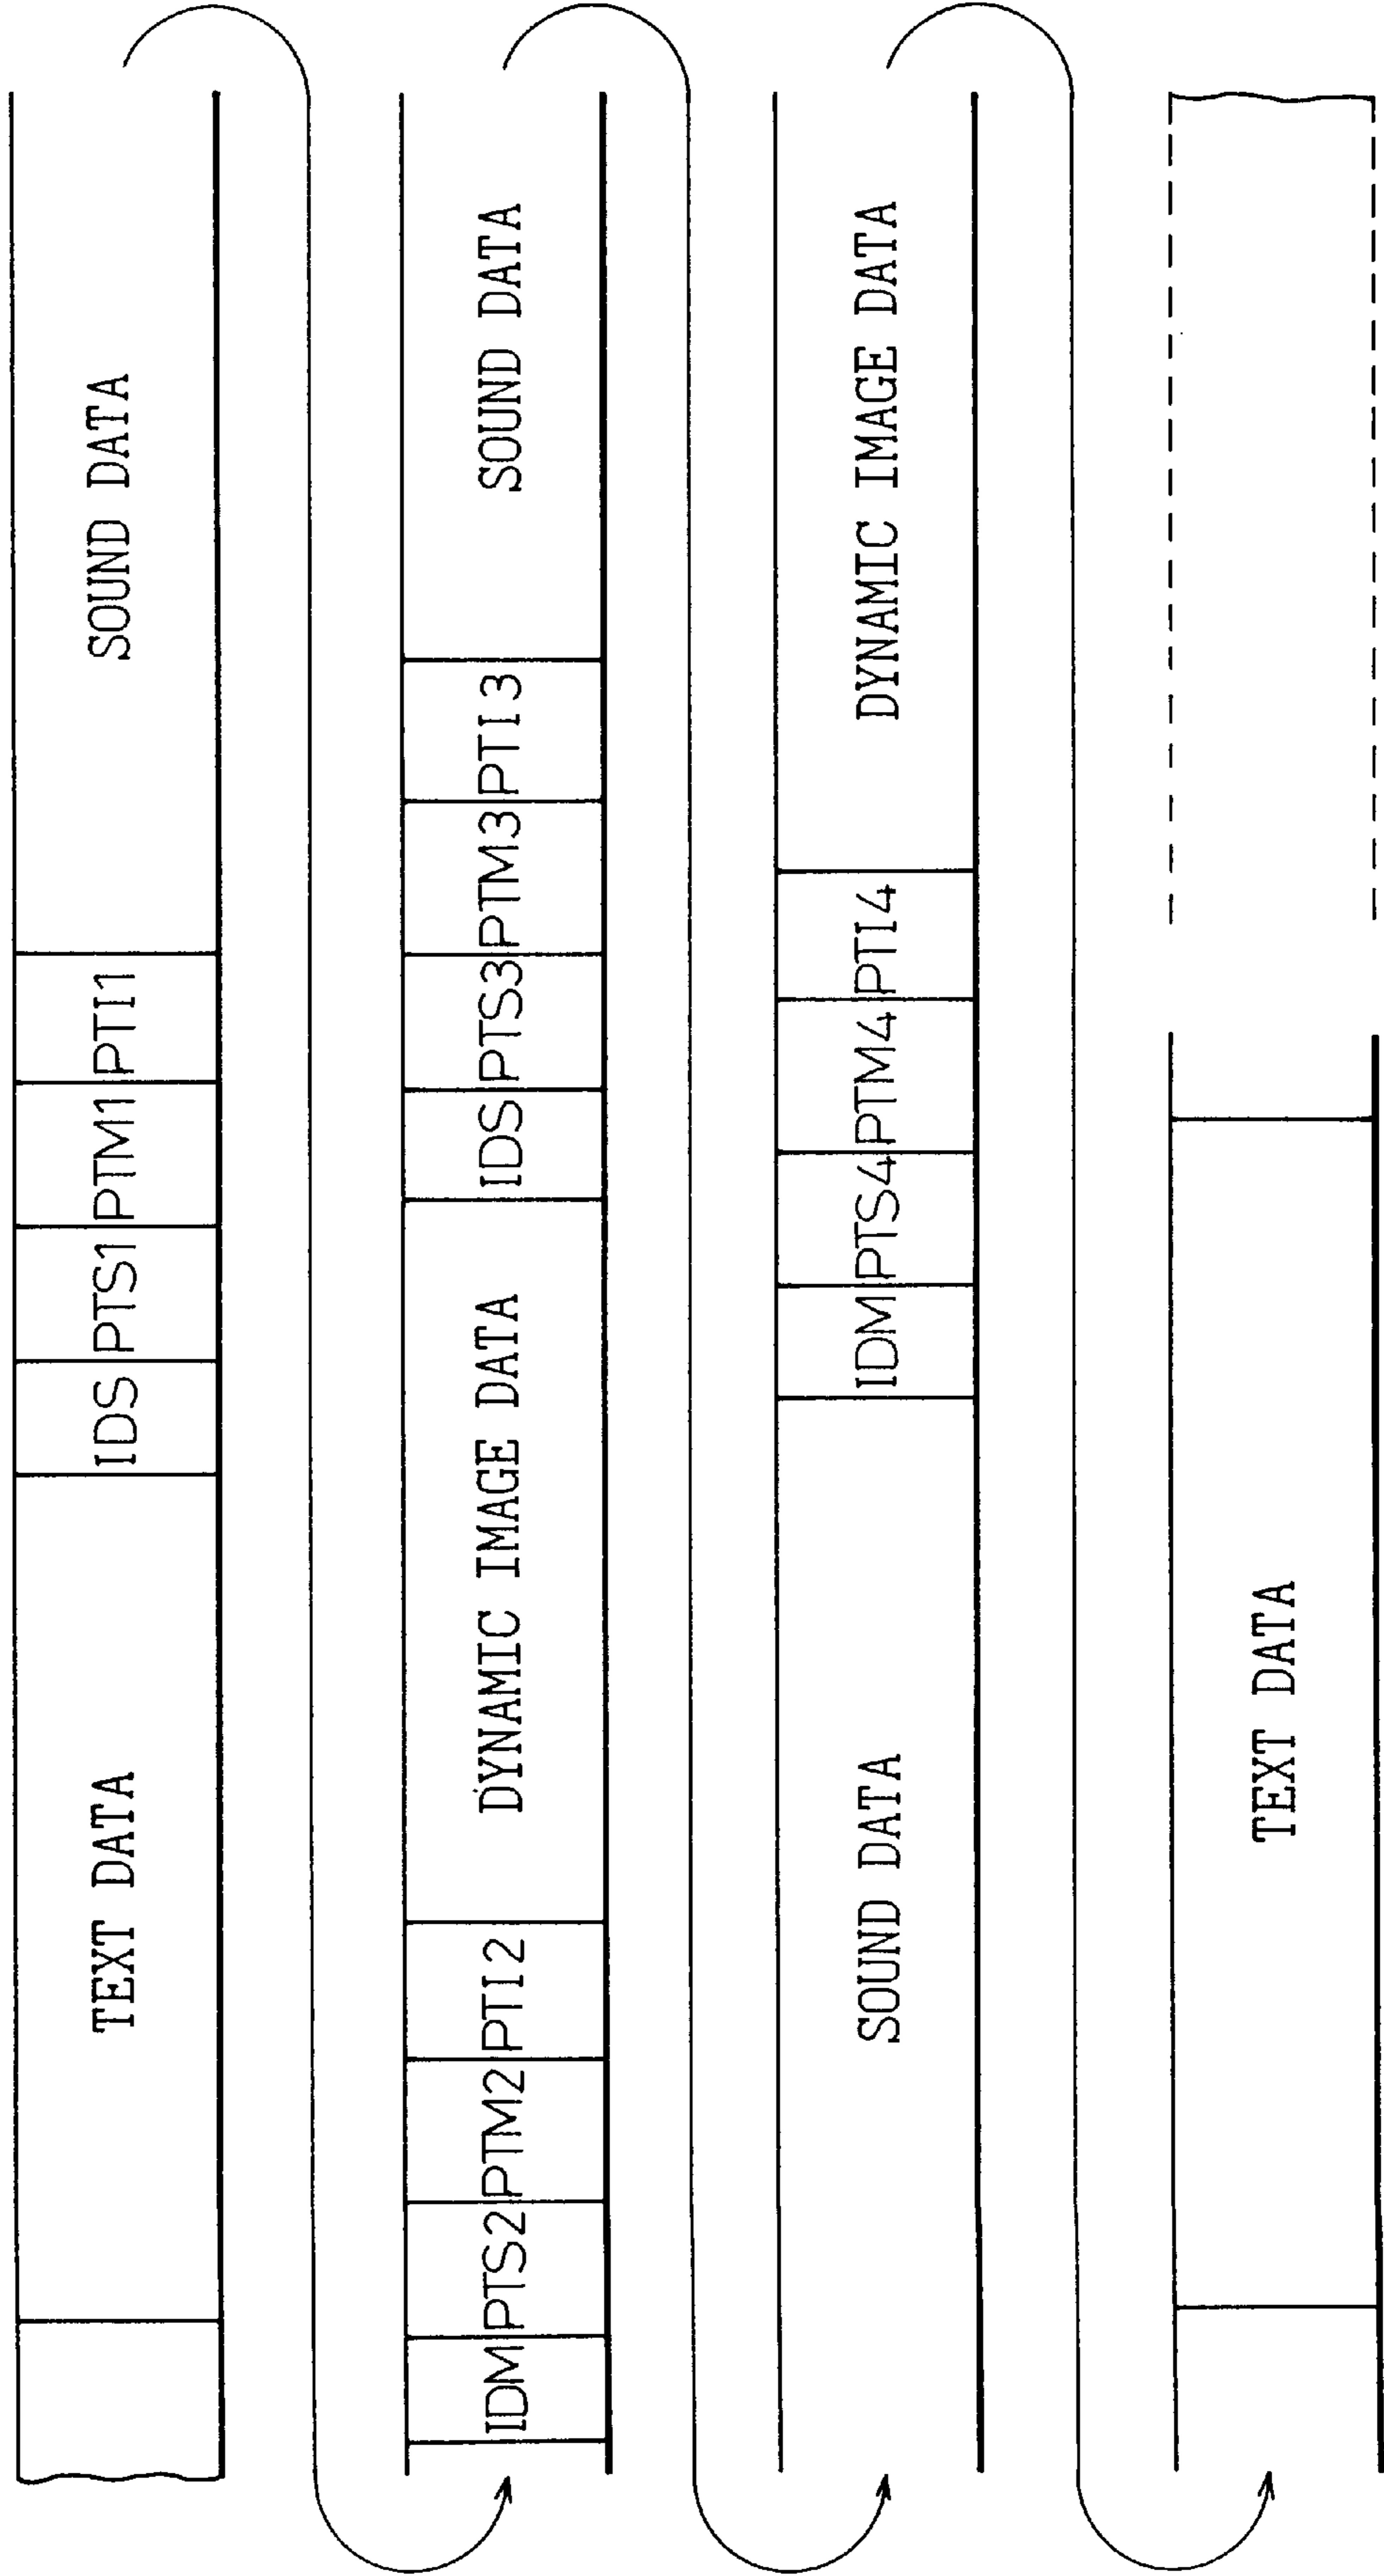 TEXT DATA IDS PTS1 PTM1 PTI1 SOUND DATA
IDM PTS2 PTM2 PTI2 DYNAMIC IMAGE DATA IDS PTS3 PTM3 PTI3 SOUND DATA
SOUND DATA IDM PTS4 PTM4 PTI4 DYNAMIC IMAGE DATA
TEXT DATA